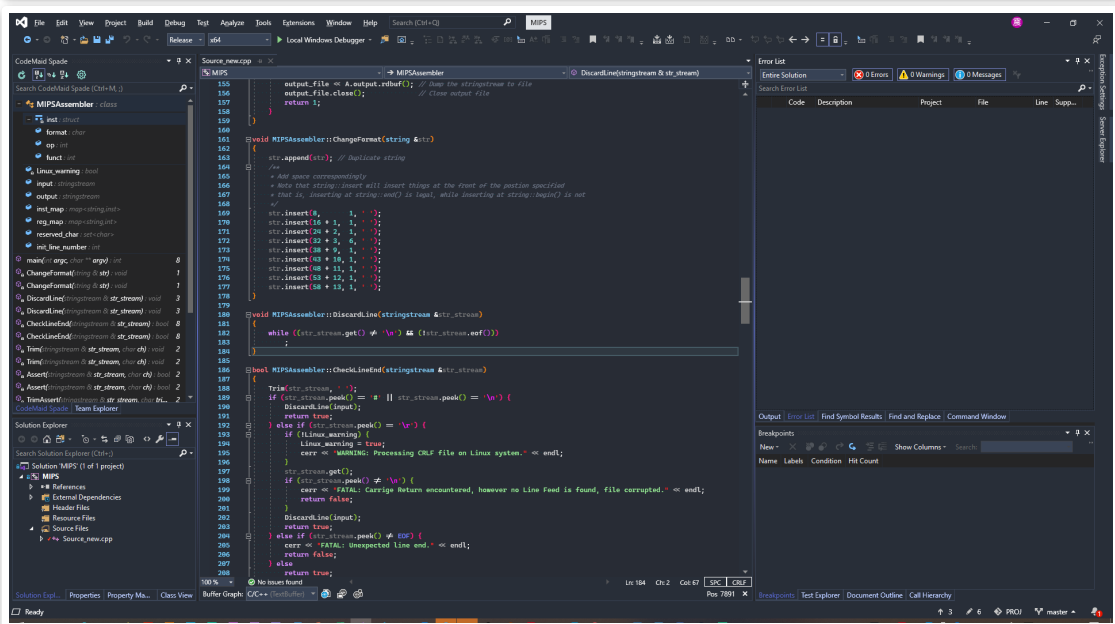 File Edit View Project Build Debug Test Analyze Tools Extensions Window Help Search (Ctrl+Q) MIPS
Release x64 Local Windows Debugger
CodeMaid Spade
Search CodeMaid Spade (Ctrl+M, ;)
MIPSAssembler : class
inst : struct
format : char
op : int
funct : int
Linux_warning : bool
input : stringstream
output : stringstream
inst_map : map<string,inst>
reg_map : map<string,int>
reserved_char : set<char>
init_line_number : int
main(int argc, char ** argv) : int 8
ChangeFormat(string & str) : void 1
ChangeFormat(string & str) : void 1
DiscardLine(stringstream & str_stream) : void 3
DiscardLine(stringstream & str_stream) : void 3
CheckLineEnd(stringstream & str_stream) : bool 8
CheckLineEnd(stringstream & str_stream) : bool 8
Trim(stringstream & str_stream, char ch) : void 2
Trim(stringstream & str_stream, char ch) : void 2
Assert(stringstream & str_stream, char ch) : bool 2
Assert(stringstream & str_stream, char ch) : bool 2
TrimAssert(stringstream & str_stream, char tri... 2
CodeMaid Spade Team Explorer
Solution Explorer
Search Solution Explorer (Ctrl+;)
Solution 'MIPS' (1 of 1 project)
MIPS
References
External Dependencies
Header Files
Resource Files
Source Files
Source_new.cpp
Solution Expl... Properties Property Ma... Class View
Source_new.cpp
MIPS MIPSAssembler DiscardLine(stringstream & str_stream)
155 output_file << A.output.rdbuf(); // Dump the stringstream to file
156 output_file.close(); // Close output file
157 return 1;
158 }
159 }
160
161 void MIPSAssembler::ChangeFormat(string &str)
162 {
163 str.append(str); // Duplicate string
164 /**
165 * Add space correspondingly
166 * Note that string::insert will insert things at the front of the postion specified
167 * that is, inserting at string::end() is legal, while inserting at string::begin() is not
168 */
169 str.insert(8, 1, ' ');
170 str.insert(16 + 1, 1, ' ');
171 str.insert(24 + 2, 1, ' ');
172 str.insert(32 + 3, 6, ' ');
173 str.insert(38 + 9, 1, ' ');
174 str.insert(43 + 10, 1, ' ');
175 str.insert(48 + 11, 1, ' ');
176 str.insert(53 + 12, 1, ' ');
177 str.insert(58 + 13, 1, ' ');
178 }
179
180 void MIPSAssembler::DiscardLine(stringstream &str_stream)
181 {
182 while ((str_stream.get() ≠ '\n') && (!str_stream.eof()))
183 ;
184 }
185
186 bool MIPSAssembler::CheckLineEnd(stringstream &str_stream)
187 {
188 Trim(str_stream, ' ');
189 if (str_stream.peek() == '#' || str_stream.peek() == '\n') {
190 DiscardLine(input);
191 return true;
192 } else if (str_stream.peek() == '\r') {
193 if (!Linux_warning) {
194 Linux_warning = true;
195 cerr << "WARNING: Processing CRLF file on Linux system." << endl;
196 }
197 str_stream.get();
198 if (str_stream.peek() ≠ '\n') {
199 cerr << "FATAL: Carrige Return encountered, however no Line Feed is found, file corrupted." << endl;
200 return false;
201 }
202 DiscardLine(input);
203 return true;
204 } else if (str_stream.peek() ≠ EOF) {
205 cerr << "FATAL: Unexpected line end." << endl;
206 return false;
207 } else
208 return true;
100 % No issues found Ln: 184 Ch: 2 Col: 67 SPC CRLF
Buffer Graph: C/C++ (TextBuffer) Pos 7891
Error List
Entire Solution 0 Errors 0 Warnings 0 Messages
Search Error List
Code Description Project File Line Supp...
Output Error List Find Symbol Results Find and Replace Command Window
Breakpoints
New Show Columns Search:
Name Labels Condition Hit Count
Breakpoints Test Explorer Document Outline Call Hierarchy
Exception Settings
Server Explorer
Ready 3 6 PROJ master